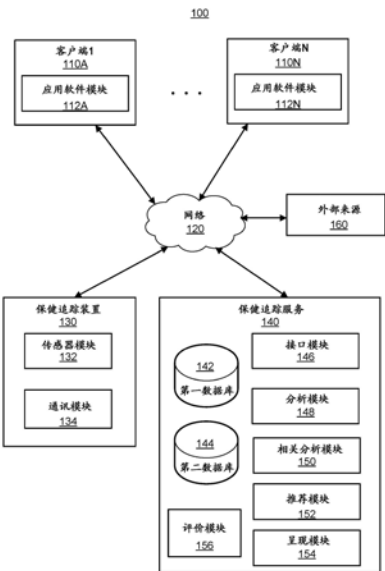 100
客户端1
110A
应用软件模块
112A
. . .
客户端N
110N
应用软件模块
112N
网络
120
外部来源
160
保健追踪装置
130
传感器模块
132
通讯模块
134
保健追踪服务
140
142
第一数据库
144
第二数据库
接口模块
146
分析模块
148
相关分析模块
150
推荐模块
152
评价模块
156
呈现模块
154